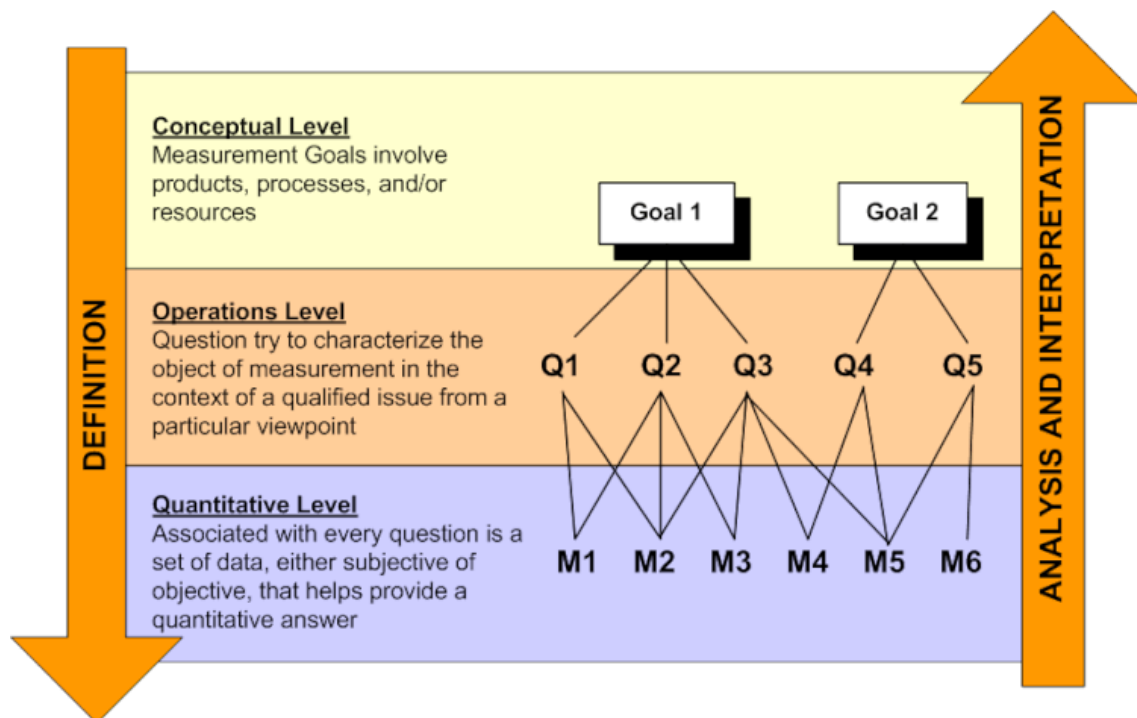 DEFINITION
Conceptual Level
Measurement Goals involve
products, processes, and/or
resources
Goal 1
Goal 2
Operations Level
Question try to characterize the
object of measurement in the
context of a qualified issue from a
particular viewpoint
Q1 Q2 Q3 Q4 Q5
Quantitative Level
Associated with every question is a
set of data, either subjective of
objective, that helps provide a
quantitative answer
M1 M2 M3 M4 M5 M6
ANALYSIS AND INTERPRETATION